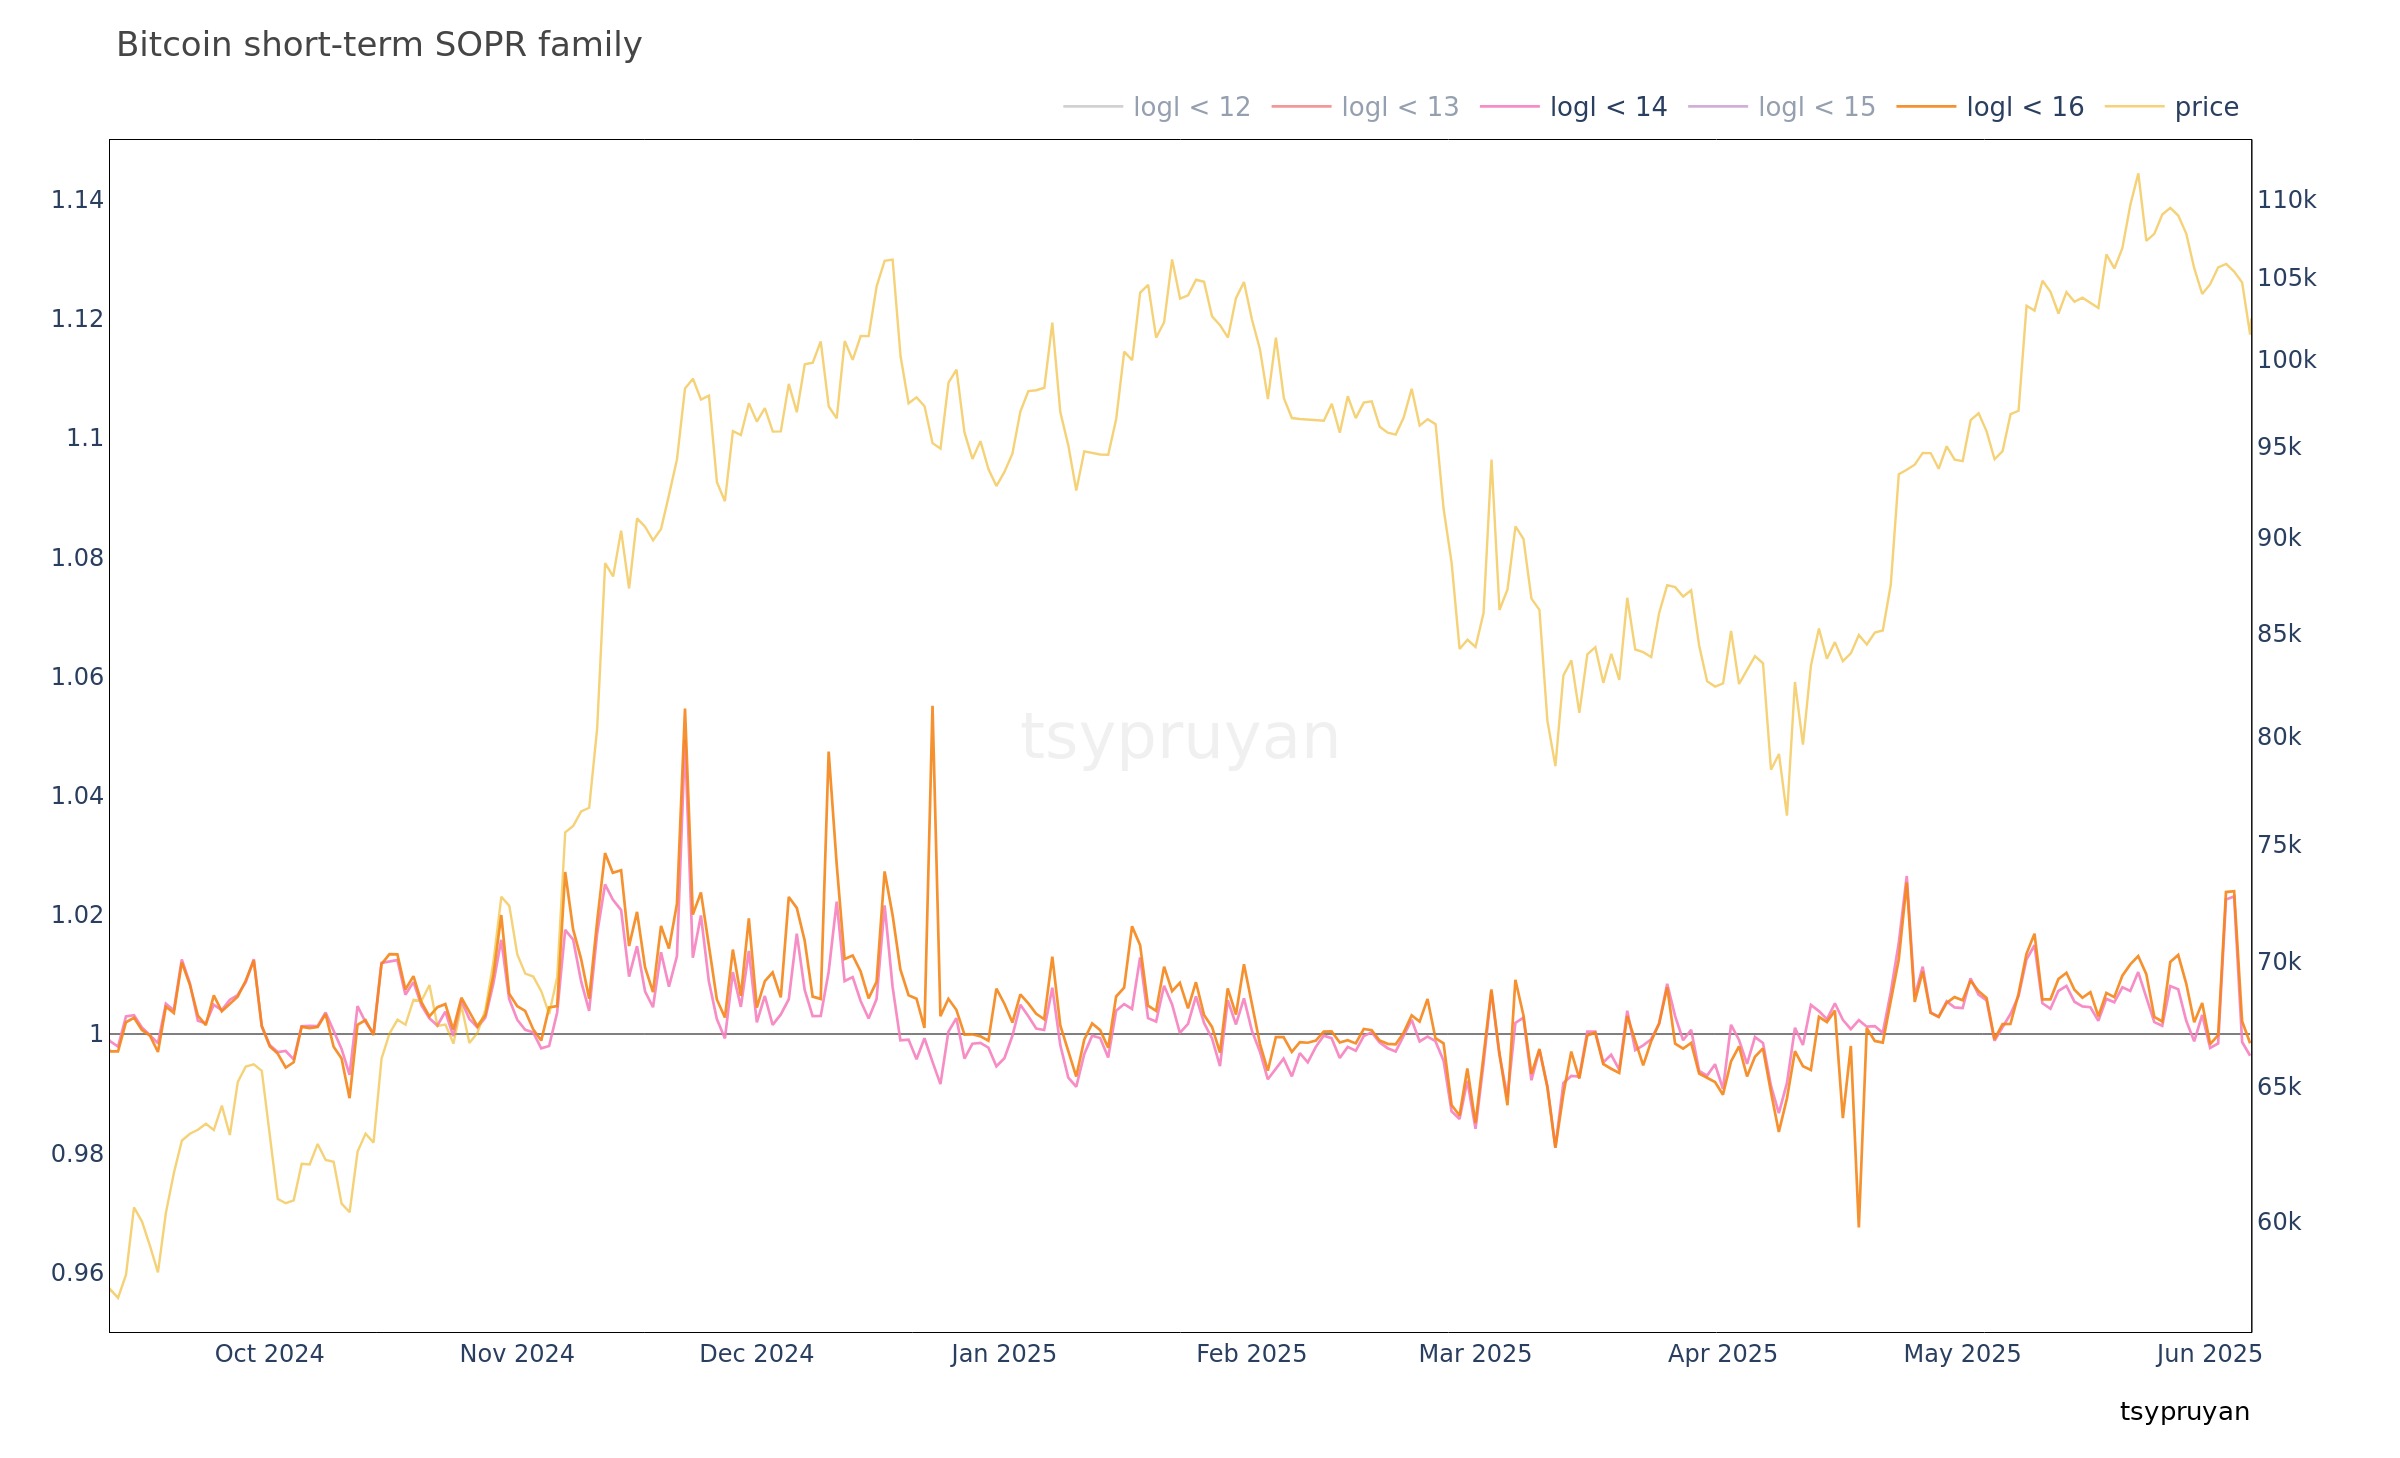 Bitcoin short-term SOPR family
logl < 12 logl < 13 logl < 14 logl < 15 logl < 16 price
1.14 110k
105k
1.12
100k
1.1 95k
1.08 90k
85k
1.06
tsypruyan 80k
1.04
75k
1.02
70k
1
65k
0.98
60k
0.96
Oct 2024 Nov 2024 Dec 2024 Jan 2025 Feb 2025 Mar 2025 Apr 2025 May 2025 Jun 2025
tsypruyan